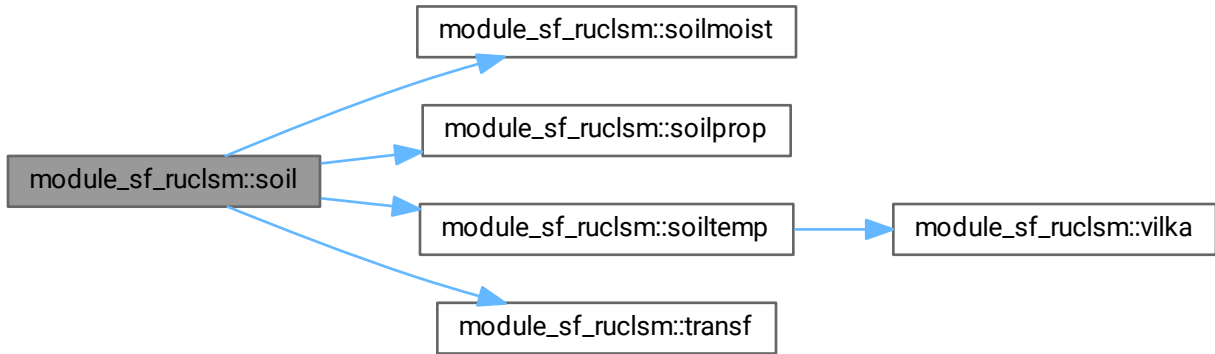 module_sf_ruclsm::soilmoist
module_sf_ruclsm::soilprop
module_sf_ruclsm::soil
module_sf_ruclsm::soiltemp
module_sf_ruclsm::vilka
module_sf_ruclsm::transf